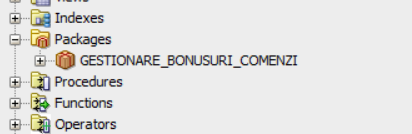 Indexes
Packages
GESTIONARE_BONUSURI_COMENZI
Procedures
Functions
Operators